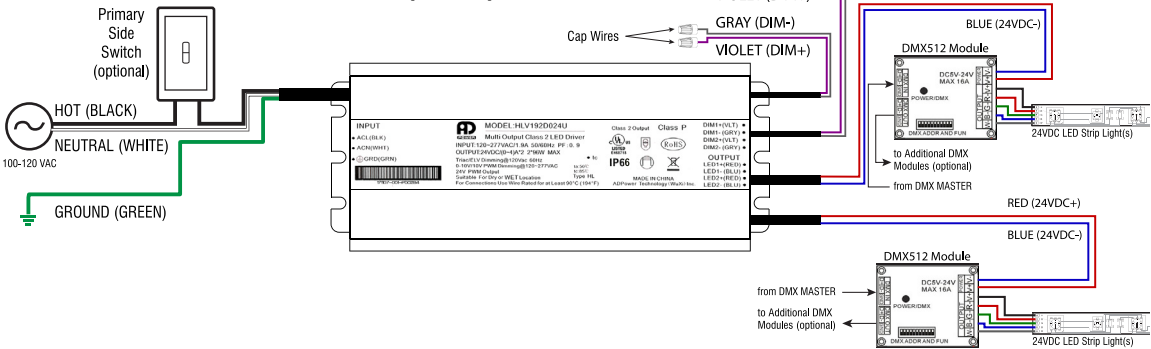 Primary
Side
Switch
(optional)
HOT (BLACK)
NEUTRAL (WHITE)
100-120 VAC
GROUND (GREEN)
Cap Wires
GRAY (DIM-)
VIOLET (DIM+)
INPUT
ACL(BLK)
ACN(WHT)
GRD(GRN)
MODEL:HLV192D024U
Multi Output Class 2 LED Driver
INPUT:120~277VAC/1.9A 50/60Hz PF:0.9
OUTPUT:24VDC/(0~4)A*2 2*96W MAX
Triac/ELV Dimming@120Vac 60Hz
0-10V/10V PWM Dimming@120~277VAC
24V PWM Output
Suitable For Dry or WET Location
For Connections Use Wire Rated for at Least 90°C (194°F)
tc
Type HL
Class 2 Output
Class P
RoHS
IP66
MADE IN CHINA
ADPower Technology (WuXi) Inc.
DIM1+(VLT)
DIM1- (GRY)
DIM2+(VLT)
DIM2- (GRY)
OUTPUT
LED1+(RED)
LED1- (BLU)
LED2+(RED)
LED2- (BLU)
BLUE (24VDC-)
DMX512 Module
DC5V-24V
MAX 16A
POWER/DMX
OUTPUT
DMX ADDR AND FUN
24VDC LED Strip Light(s)
to Additional DMX
Modules (optional)
from DMX MASTER
RED (24VDC+)
BLUE (24VDC-)
DMX512 Module
DC5V-24V
MAX 16A
POWER/DMX
OUTPUT
DMX ADDR AND FUN
from DMX MASTER
to Additional DMX
Modules (optional)
24VDC LED Strip Light(s)